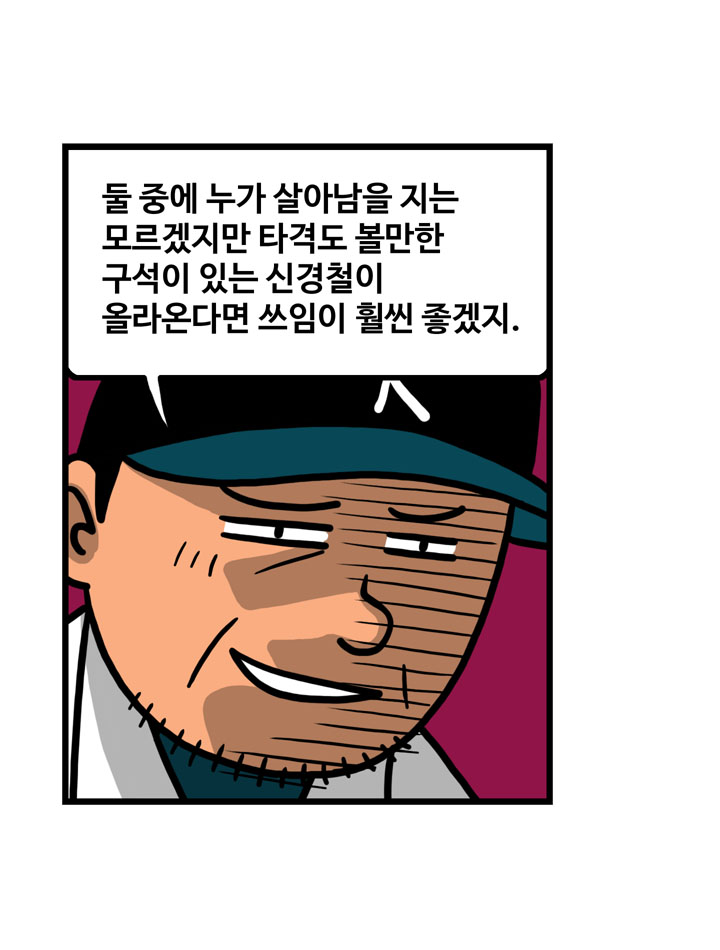 둘 중에 누가 살아남을 지는
모르겠지만 타격도 볼만한
구석이 있는 신경철이
올라온다면 쓰임이 훨씬 좋겠지.